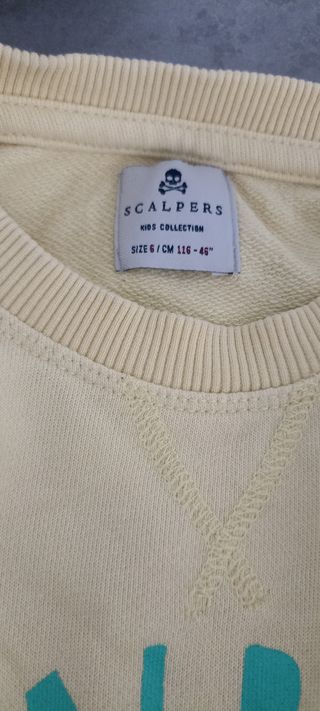 SCALPERS
KIDS COLLECTION
SIZE 6 / CM 116 - 46"